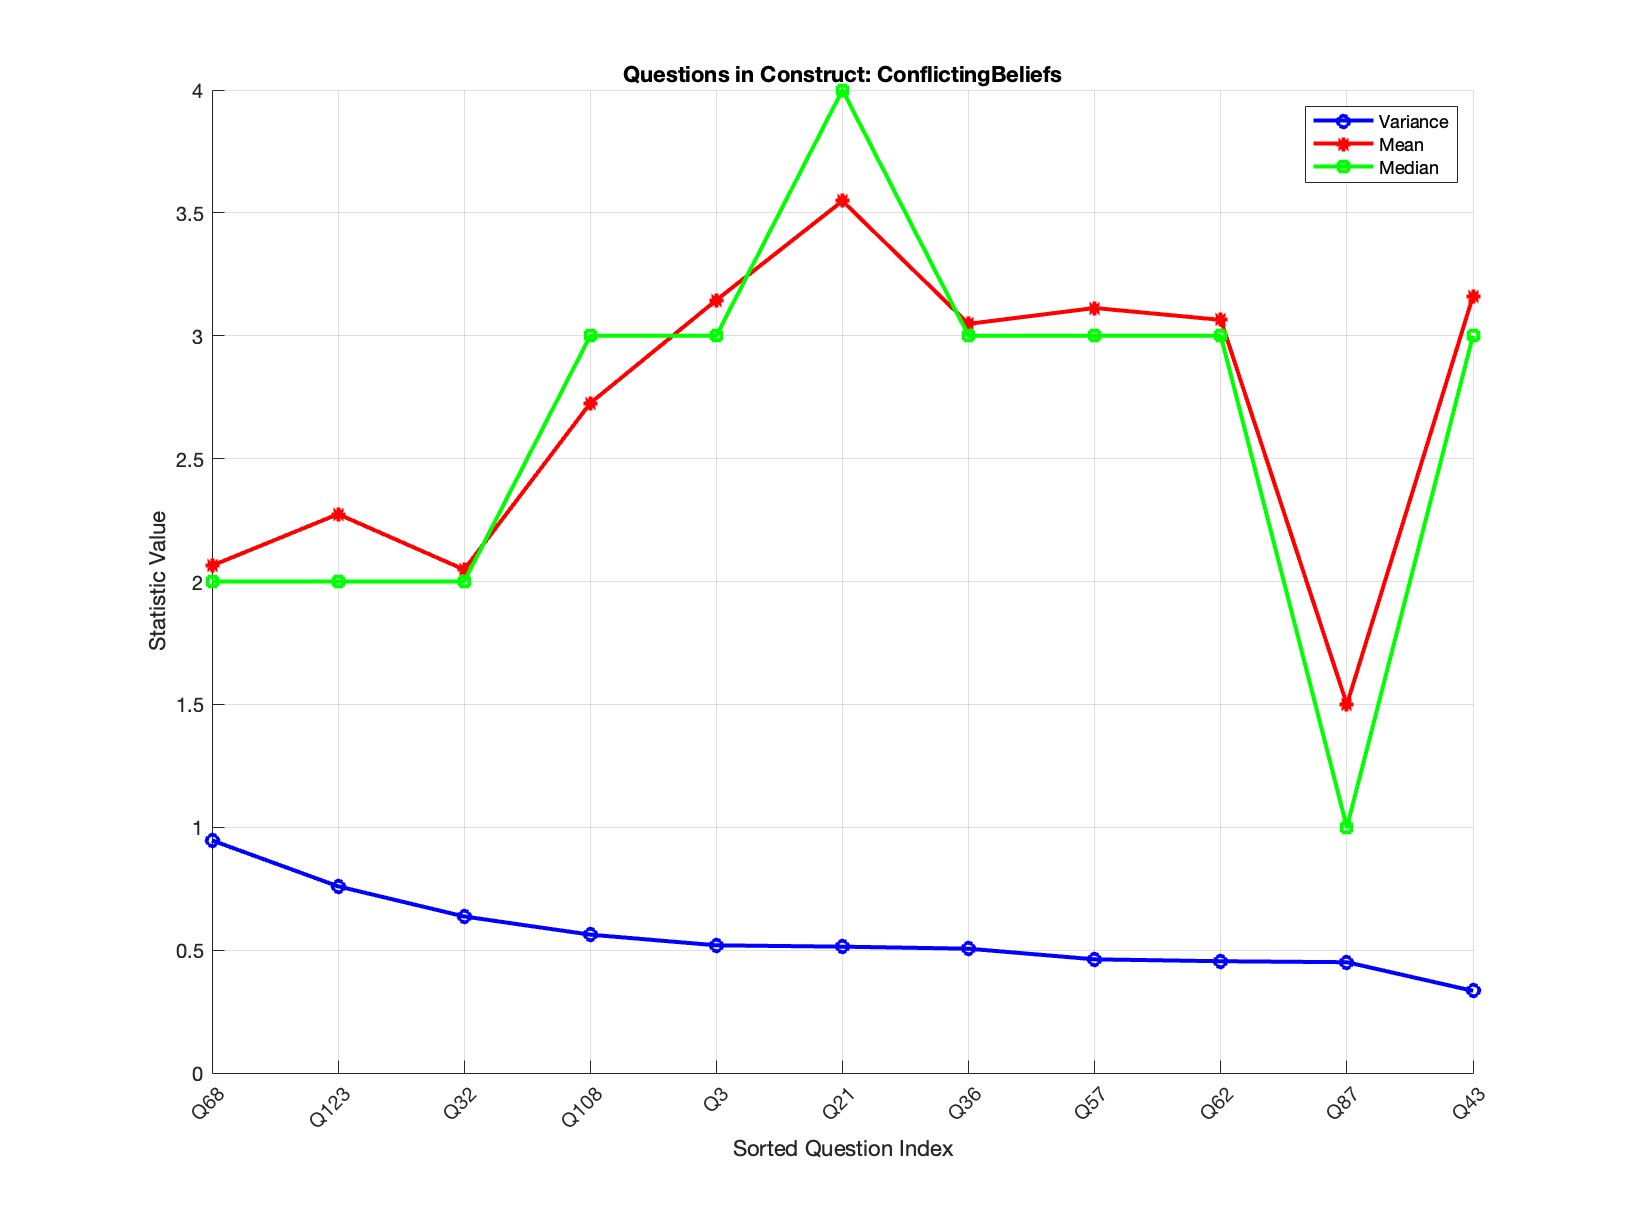 Questions in Construct: ConflictingBeliefs
Variance
Mean
Median
4
3.5
3
2.5
2
1.5
1
0.5
0
Statistic Value
Q68
Q123
Q32
Q108
Q3
Q21
Q36
Q57
Q62
Q87
Q43
Sorted Question Index